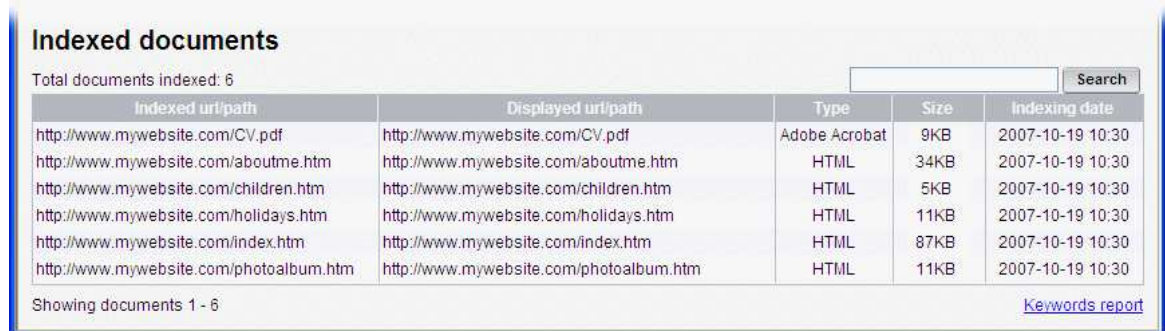 Indexed documents
Total documents indexed: 6 Search
Indexed url/path Displayed url/path Type Size Indexing date
http://www.mywebsite.com/CV.pdf http://www.mywebsite.com/CV.pdf Adobe Acrobat 9KB 2007-10-19 10:30
http://www.mywebsite.com/aboutme.htm http://www.mywebsite.com/aboutme.htm HTML 34KB 2007-10-19 10:30
http://www.mywebsite.com/children.htm http://www.mywebsite.com/children.htm HTML 5KB 2007-10-19 10:30
http://www.mywebsite.com/holidays.htm http://www.mywebsite.com/holidays.htm HTML 11KB 2007-10-19 10:30
http://www.mywebsite.com/index.htm http://www.mywebsite.com/index.htm HTML 87KB 2007-10-19 10:30
http://www.mywebsite.com/photoalbum.htm http://www.mywebsite.com/photoalbum.htm HTML 11KB 2007-10-19 10:30
Showing documents 1 - 6 Keywords report